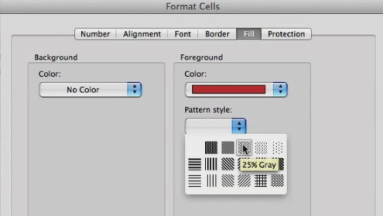 Format Cells
Number Alignment Font Border Fill Protection
Background Foreground
Color: Color:
No Color
Pattern style:
25% Gray